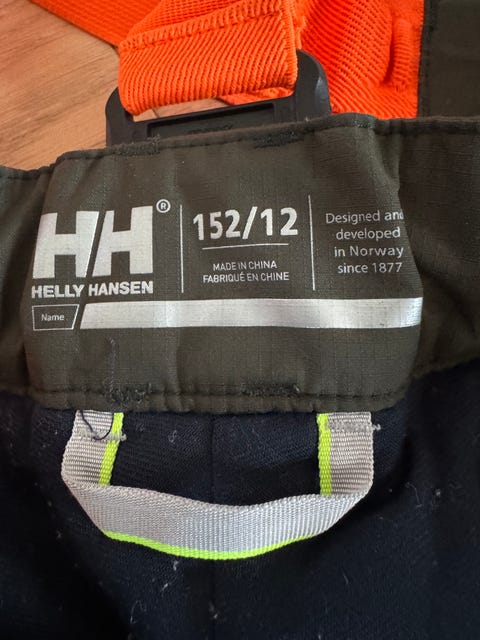 HH®
HELLY HANSEN
Name
152/12
MADE IN CHINA
FABRIQUÉ EN CHINE
Designed and
developed
in Norway
since 1877